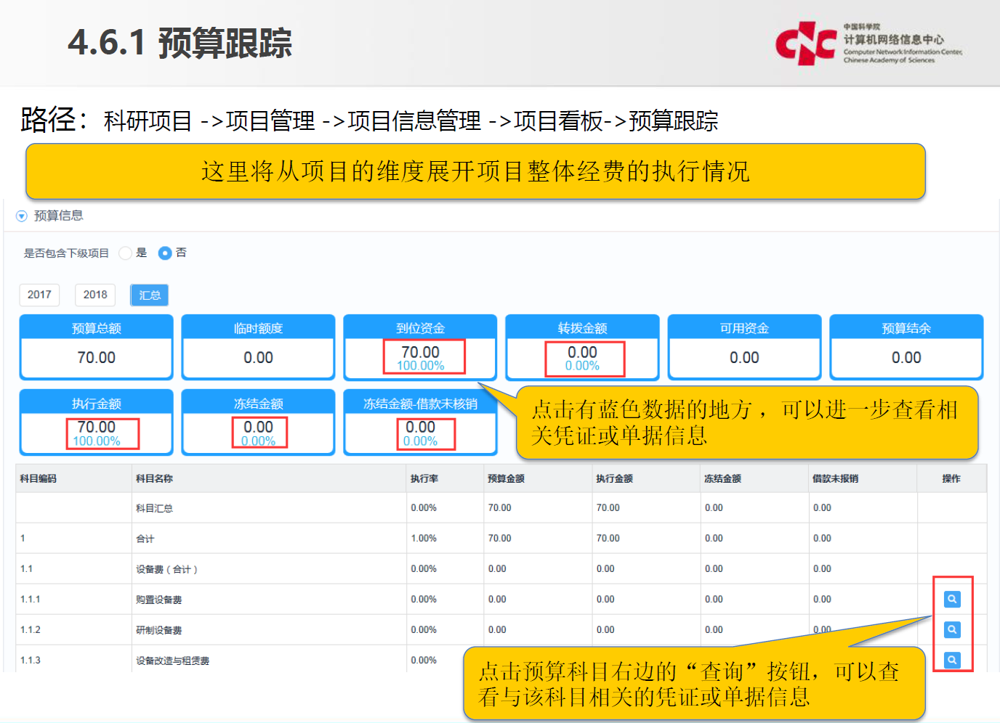 4.6.1 预算跟踪
中国科学院
计算机网络信息中心
Computer Network Information Center,
Chinese Academy of Sciences
路径：科研项目 ->项目管理 ->项目信息管理 ->项目看板->预算跟踪
这里将从项目的维度展开项目整体经费的执行情况
预算信息
是否包含下级项目 是 否
2017 2018 汇总
预算总额 临时额度 到位资金 转拨金额 可用资金 预算结余
70.00 0.00 70.00 0.00 0.00 0.00
100.00% 0.00%
执行金额 冻结金额 冻结金额-借款未核销
70.00 0.00 0.00
100.00% 0.00% 0.00%
点击有蓝色数据的地方，可以进一步查看相
关凭证或单据信息
科目编码 科目名称 执行率 预算金额 执行金额 冻结金额 借款未报销 操作
科目汇总 0.00% 70.00 70.00 0.00 0.00
1 合计 1.00% 70.00 70.00 0.00 0.00
1.1 设备费（合计） 0.00% 0.00 0.00 0.00 0.00
1.1.1 购置设备费 0.00% 0.00 0.00 0.00 0.00
1.1.2 研制设备费 0.00% 0.00 0.00 0.00 0.00
1.1.3 设备改造与租赁费 0.00%
点击预算科目右边的“查询”按钮，可以查
看与该科目相关的凭证或单据信息